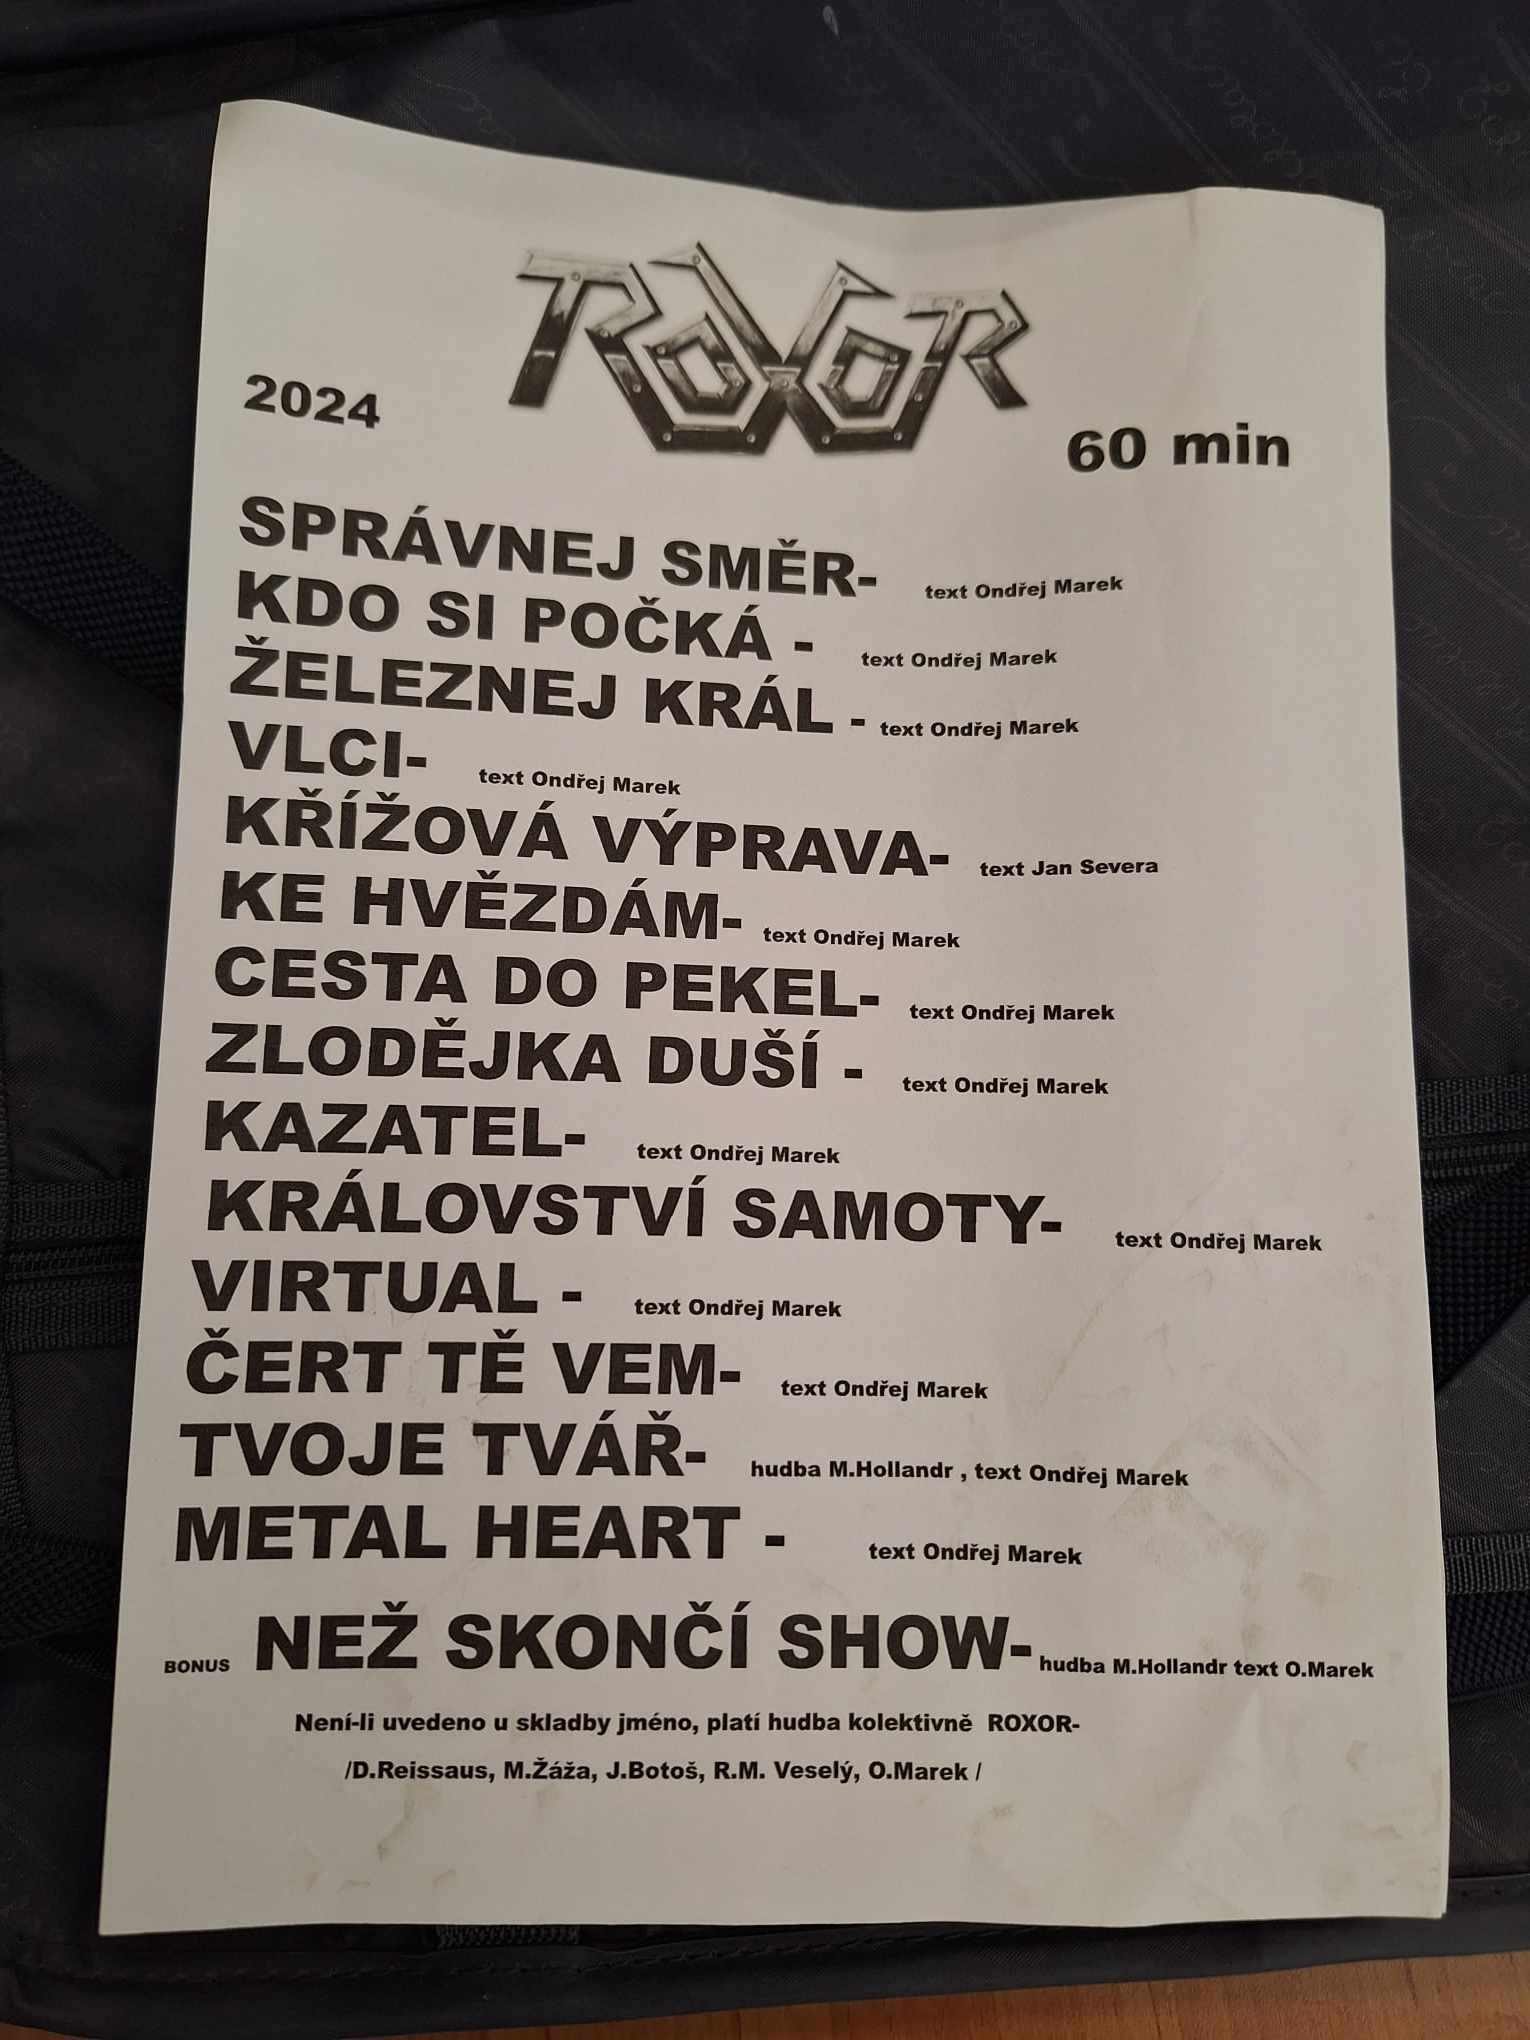 ROXOR
2024
60 min
SPRÁVNEJ SMĚR- text Ondřej Marek
KDO SI POČKÁ - text Ondřej Marek
ŽELEZNEJ KRÁL - text Ondřej Marek
VLCI- text Ondřej Marek
KŘÍŽOVÁ VÝPRAVA- text Jan Severa
KE HVĚZDÁM- text Ondřej Marek
CESTA DO PEKEL- text Ondřej Marek
ZLODĚJKA DUŠÍ - text Ondřej Marek
KAZATEL- text Ondřej Marek
KRÁLOVSTVÍ SAMOTY- text Ondřej Marek
VIRTUAL - text Ondřej Marek
ČERT TĚ VEM- text Ondřej Marek
TVOJE TVÁŘ- hudba M.Hollandr , text Ondřej Marek
METAL HEART - text Ondřej Marek
BONUS NEŽ SKONČÍ SHOW- hudba M.Hollandr text O.Marek
Není-li uvedeno u skladby jméno, platí hudba kolektivně ROXOR-
/D.Reissaus, M.Žáža, J.Botoš, R.M. Veselý, O.Marek /